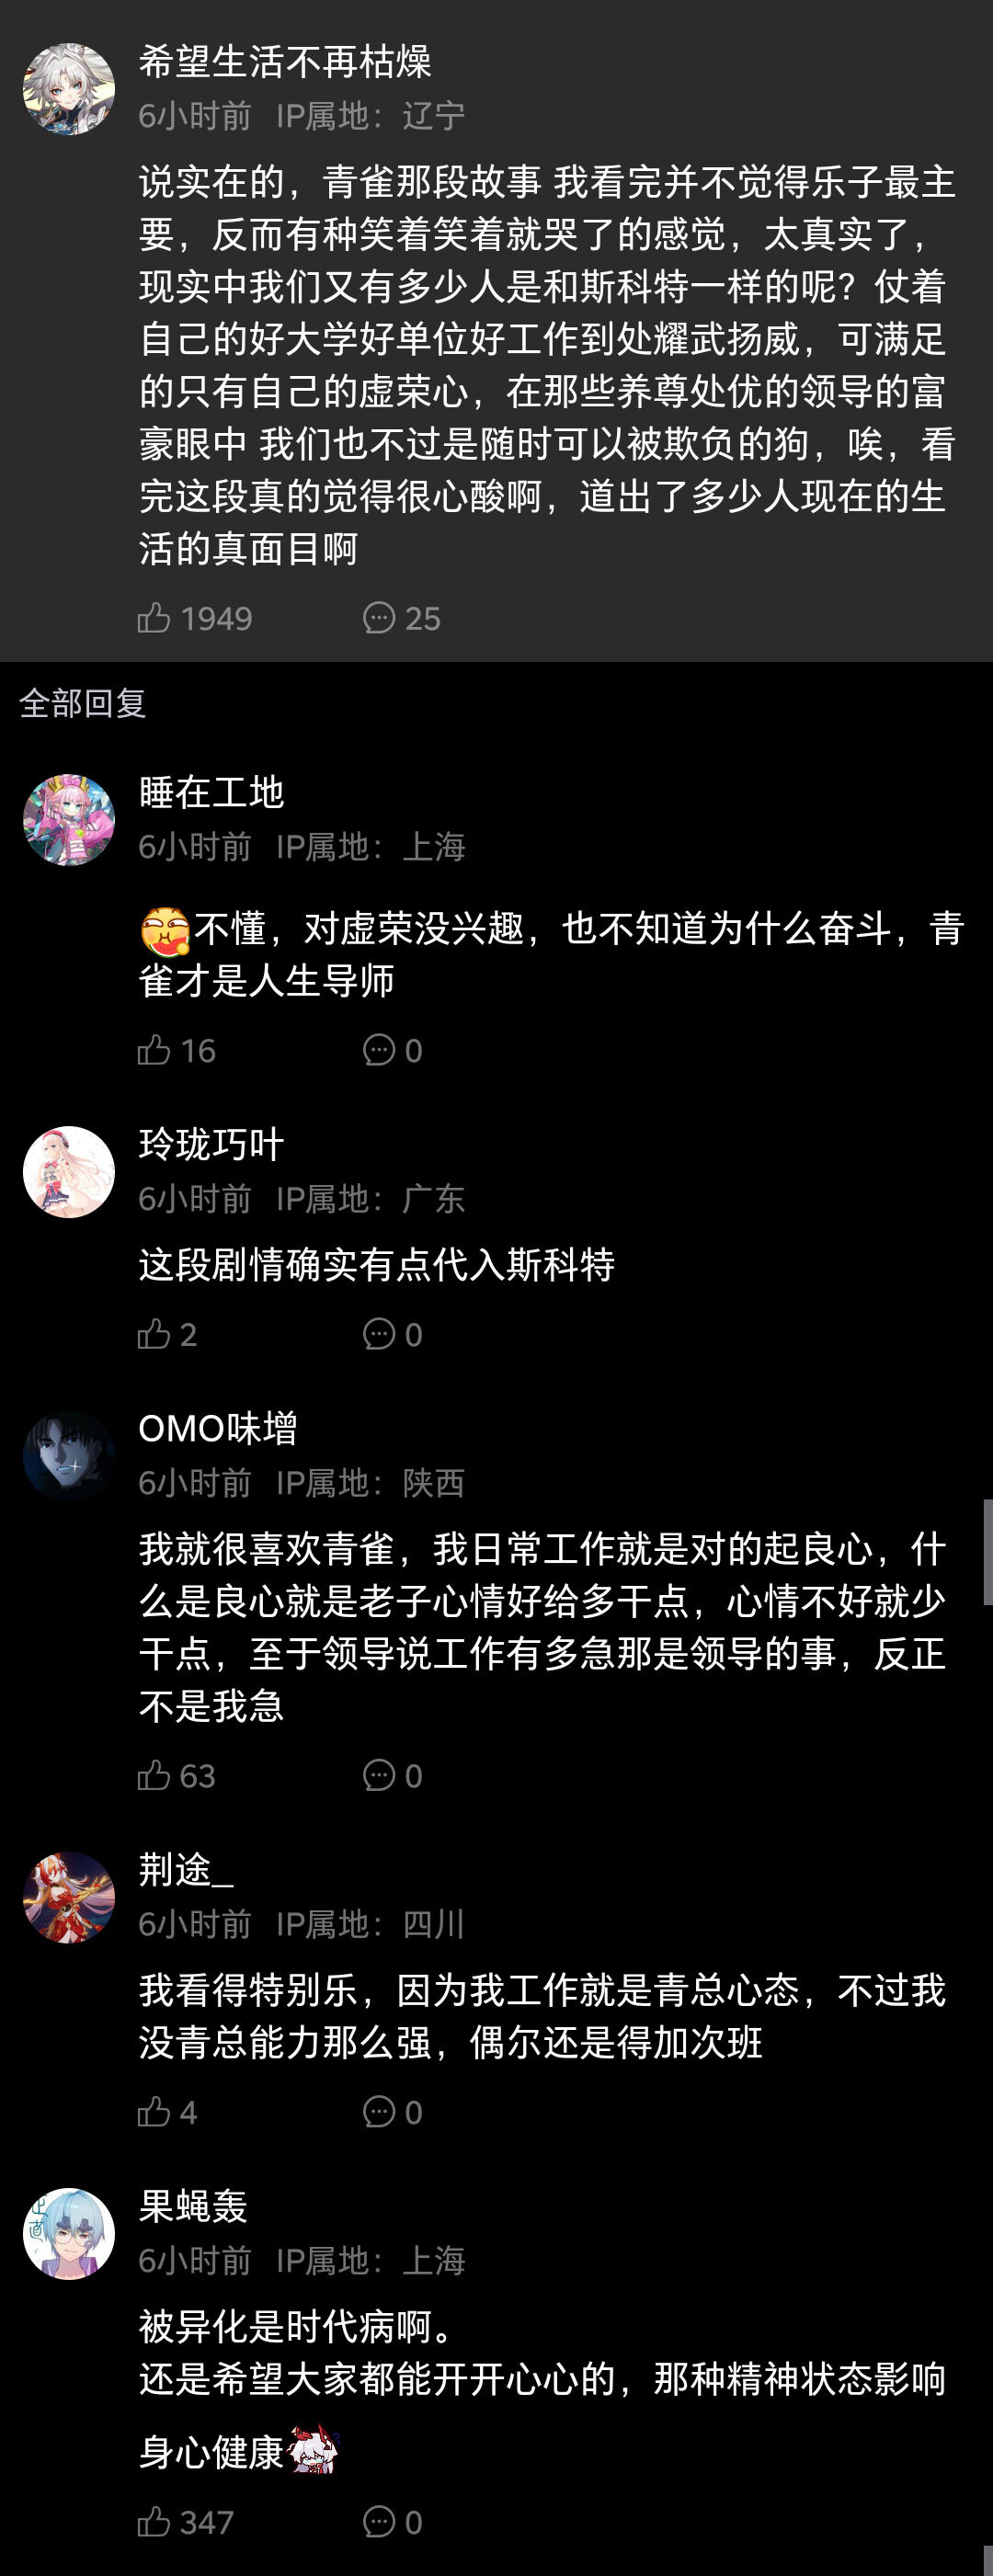 希望生活不再枯燥
6小时前 IP属地：辽宁
说实在的，青雀那段故事 我看完并不觉得乐子最主
要，反而有种笑着笑着就哭了的感觉，太真实了，
现实中我们又有多少人是和斯科特一样的呢？仗着
自己的好大学好单位好工作到处耀武扬威，可满足
的只有自己的虚荣心，在那些养尊处优的领导的富
豪眼中 我们也不过是随时可以被欺负的狗，唉，看
完这段真的觉得很心酸啊，道出了多少人现在的生
活的真面目啊
1949 25
全部回复
睡在工地
6小时前 IP属地：上海
不懂，对虚荣没兴趣，也不知道为什么奋斗，青
雀才是人生导师
16 0
玲珑巧叶
6小时前 IP属地：广东
这段剧情确实有点代入斯科特
2 0
OMO味增
6小时前 IP属地：陕西
我就很喜欢青雀，我日常工作就是对的起良心，什
么是良心就是老子心情好给多干点，心情不好就少
干点，至于领导说工作有多急那是领导的事，反正
不是我急
63 0
荆途_
6小时前 IP属地：四川
我看得特别乐，因为我工作就是青总心态，不过我
没青总能力那么强，偶尔还是得加次班
4 0
果蝇轰
6小时前 IP属地：上海
被异化是时代病啊。
还是希望大家都能开开心心的，那种精神状态影响
身心健康
347 0